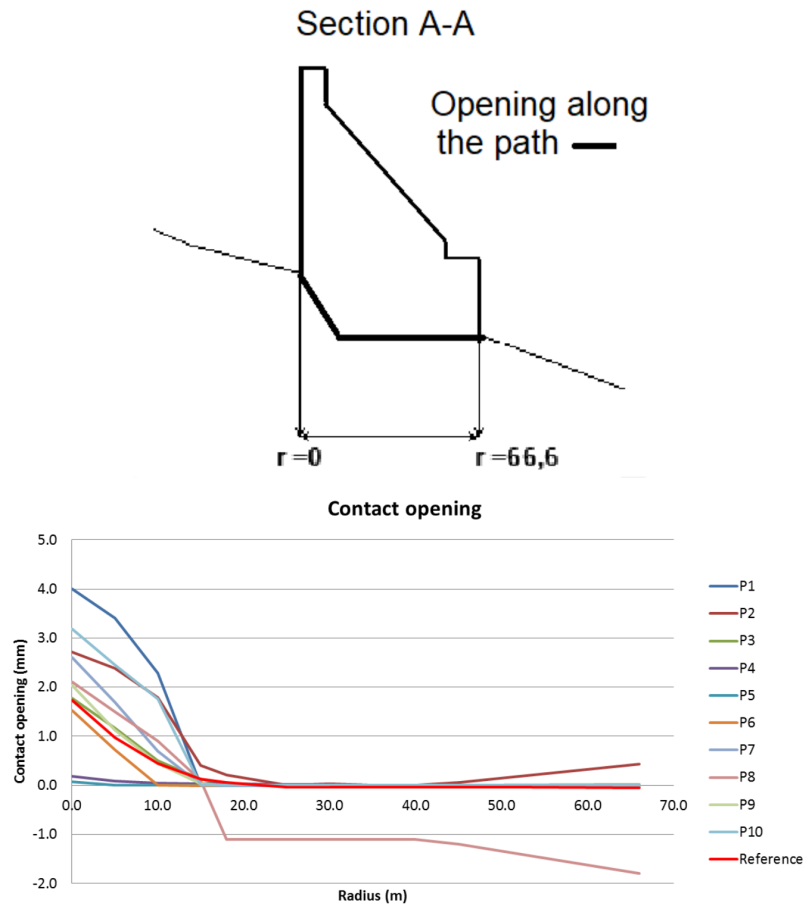 Section A-A
Opening along
the path
r =0
r =66,6
Contact opening
Contact opening (mm)
5.0
4.0
3.0
2.0
1.0
0.0
-1.0
-2.0
0.0
10.0
20.0
30.0
40.0
50.0
60.0
70.0
Radius (m)
P1
P2
P3
P4
P5
P6
P7
P8
P9
P10
Reference